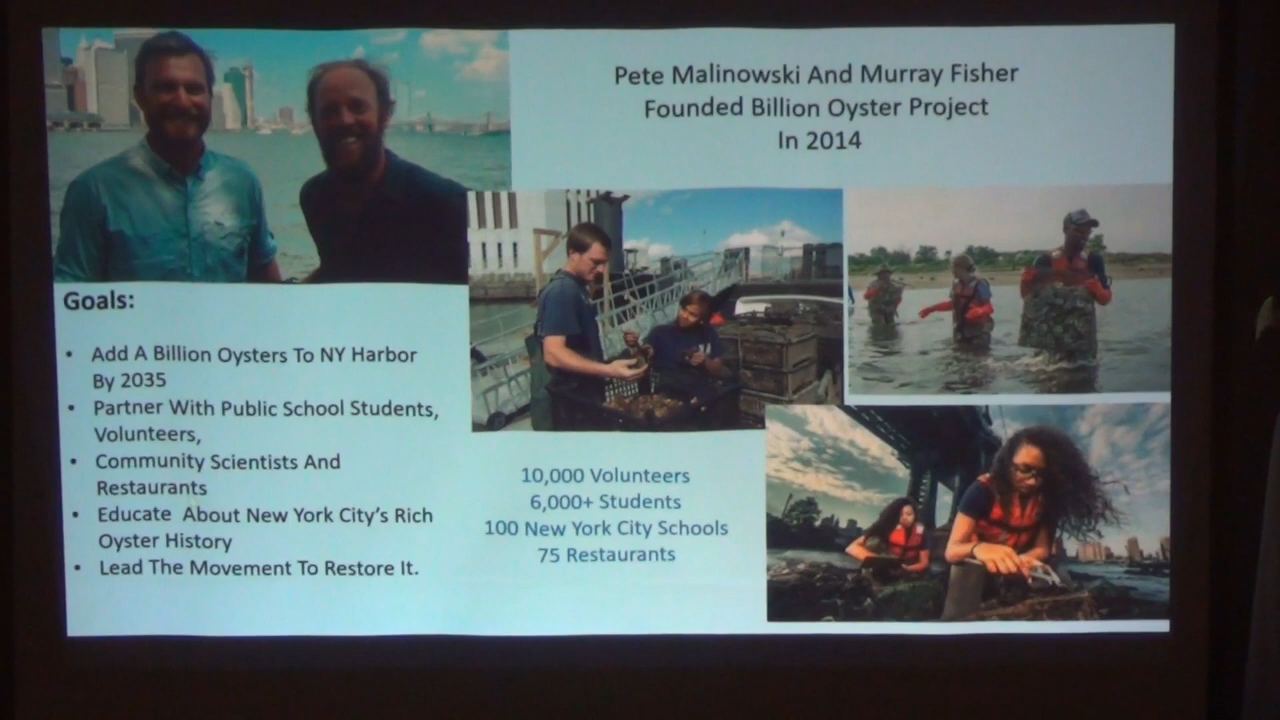 Pete Malinowski And Murray Fisher
Founded Billion Oyster Project
In 2014
Goals:
• Add A Billion Oysters To NY Harbor
By 2035
• Partner With Public School Students,
Volunteers,
• Community Scientists And
Restaurants
• Educate About New York City's Rich
Oyster History
• Lead The Movement To Restore It.
10,000 Volunteers
6,000+ Students
100 New York City Schools
75 Restaurants